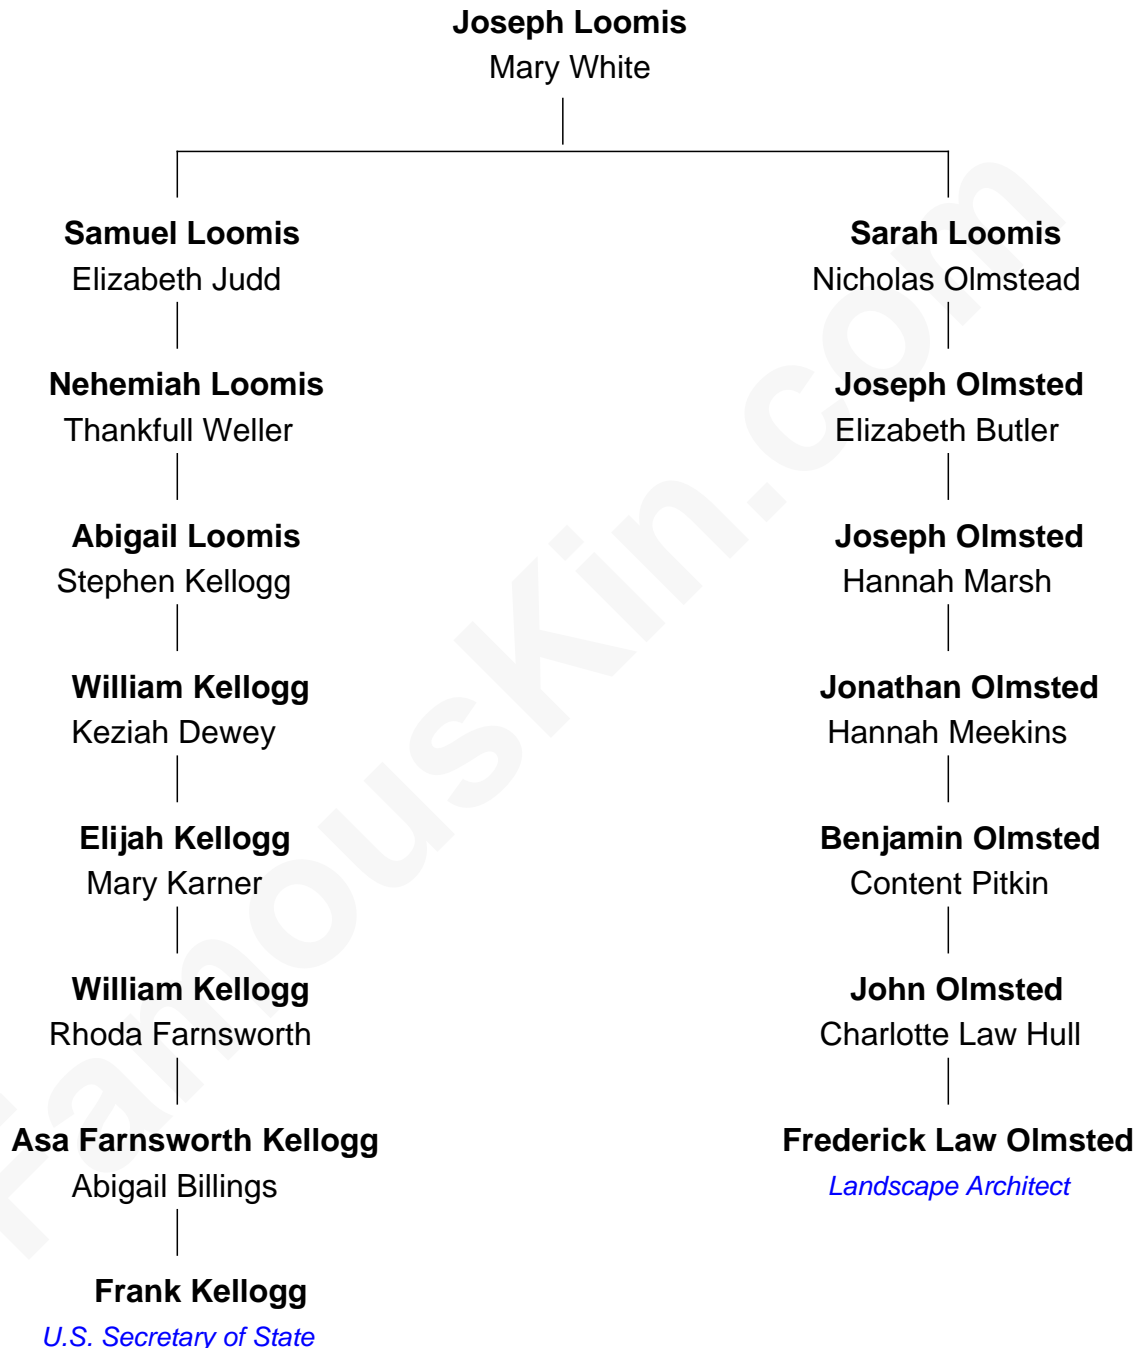 Joseph Loomis
Mary White
Samuel Loomis
Elizabeth Judd
Nehemiah Loomis
Thankfull Weller
Abigail Loomis
Stephen Kellogg
William Kellogg
Keziah Dewey
Elijah Kellogg
Mary Karner
William Kellogg
Rhoda Farnsworth
Asa Farnsworth Kellogg
Abigail Billings
Frank Kellogg
U.S. Secretary of State
Sarah Loomis
Nicholas Olmstead
Joseph Olmsted
Elizabeth Butler
Joseph Olmsted
Hannah Marsh
Jonathan Olmsted
Hannah Meekins
Benjamin Olmsted
Content Pitkin
John Olmsted
Charlotte Law Hull
Frederick Law Olmsted
Landscape Architect
FamousKin.com